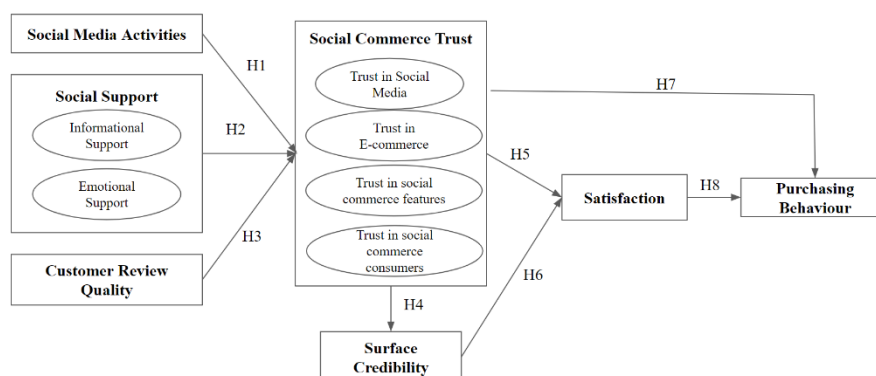 Social Media Activities
H1
Social Support
Informational
Support
H2
Emotional
Support
H3
Customer Review
Quality
Social Commerce Trust
Trust in Social
Media
Trust in
E-commerce
Trust in social
commerce features
Trust in social
commerce
consumers
H4
Surface
Credibility
H5
H6
H7
Satisfaction
H8
Purchasing
Behaviour